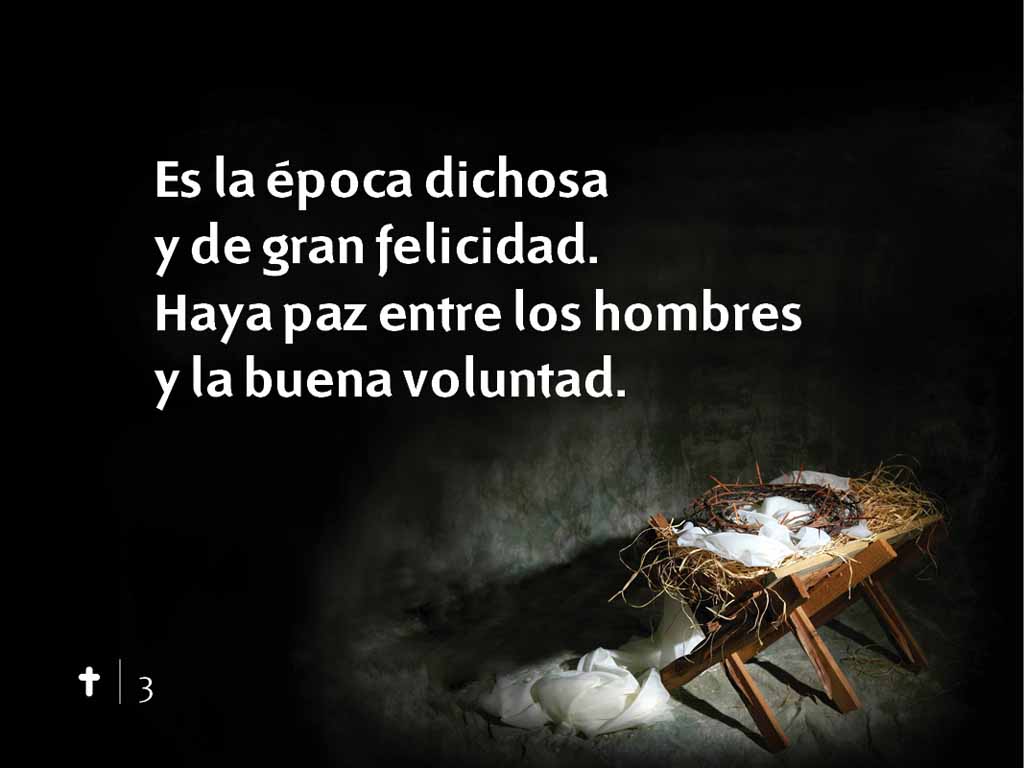 Es la época dichosa
y de gran felicidad.
Haya paz entre los hombres
y la buena voluntad.
3